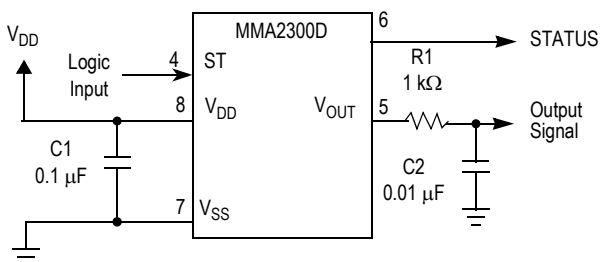 MMA2300D
6
STATUS
V_DD
Logic
Input
4
ST
R1
1 kΩ
8
V_DD
V_OUT
5
Output
Signal
C1
0.1 μF
C2
0.01 μF
7
V_SS